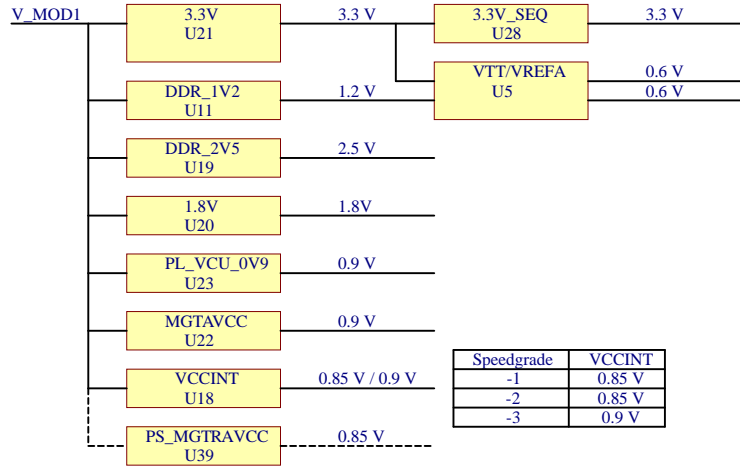 V_MOD1
3.3V
U21
3.3 V
3.3V_SEQ
U28
3.3 V
VTT/VREFA
U5
0.6 V
0.6 V
DDR_1V2
U11
1.2 V
DDR_2V5
U19
2.5 V
1.8V
U20
1.8V
PL_VCU_0V9
U23
0.9 V
MGTAVCC
U22
0.9 V
VCCINT
U18
0.85 V / 0.9 V
Speedgrade VCCINT
-1 0.85 V
-2 0.85 V
-3 0.9 V
PS_MGTRAVCC
U39
0.85 V